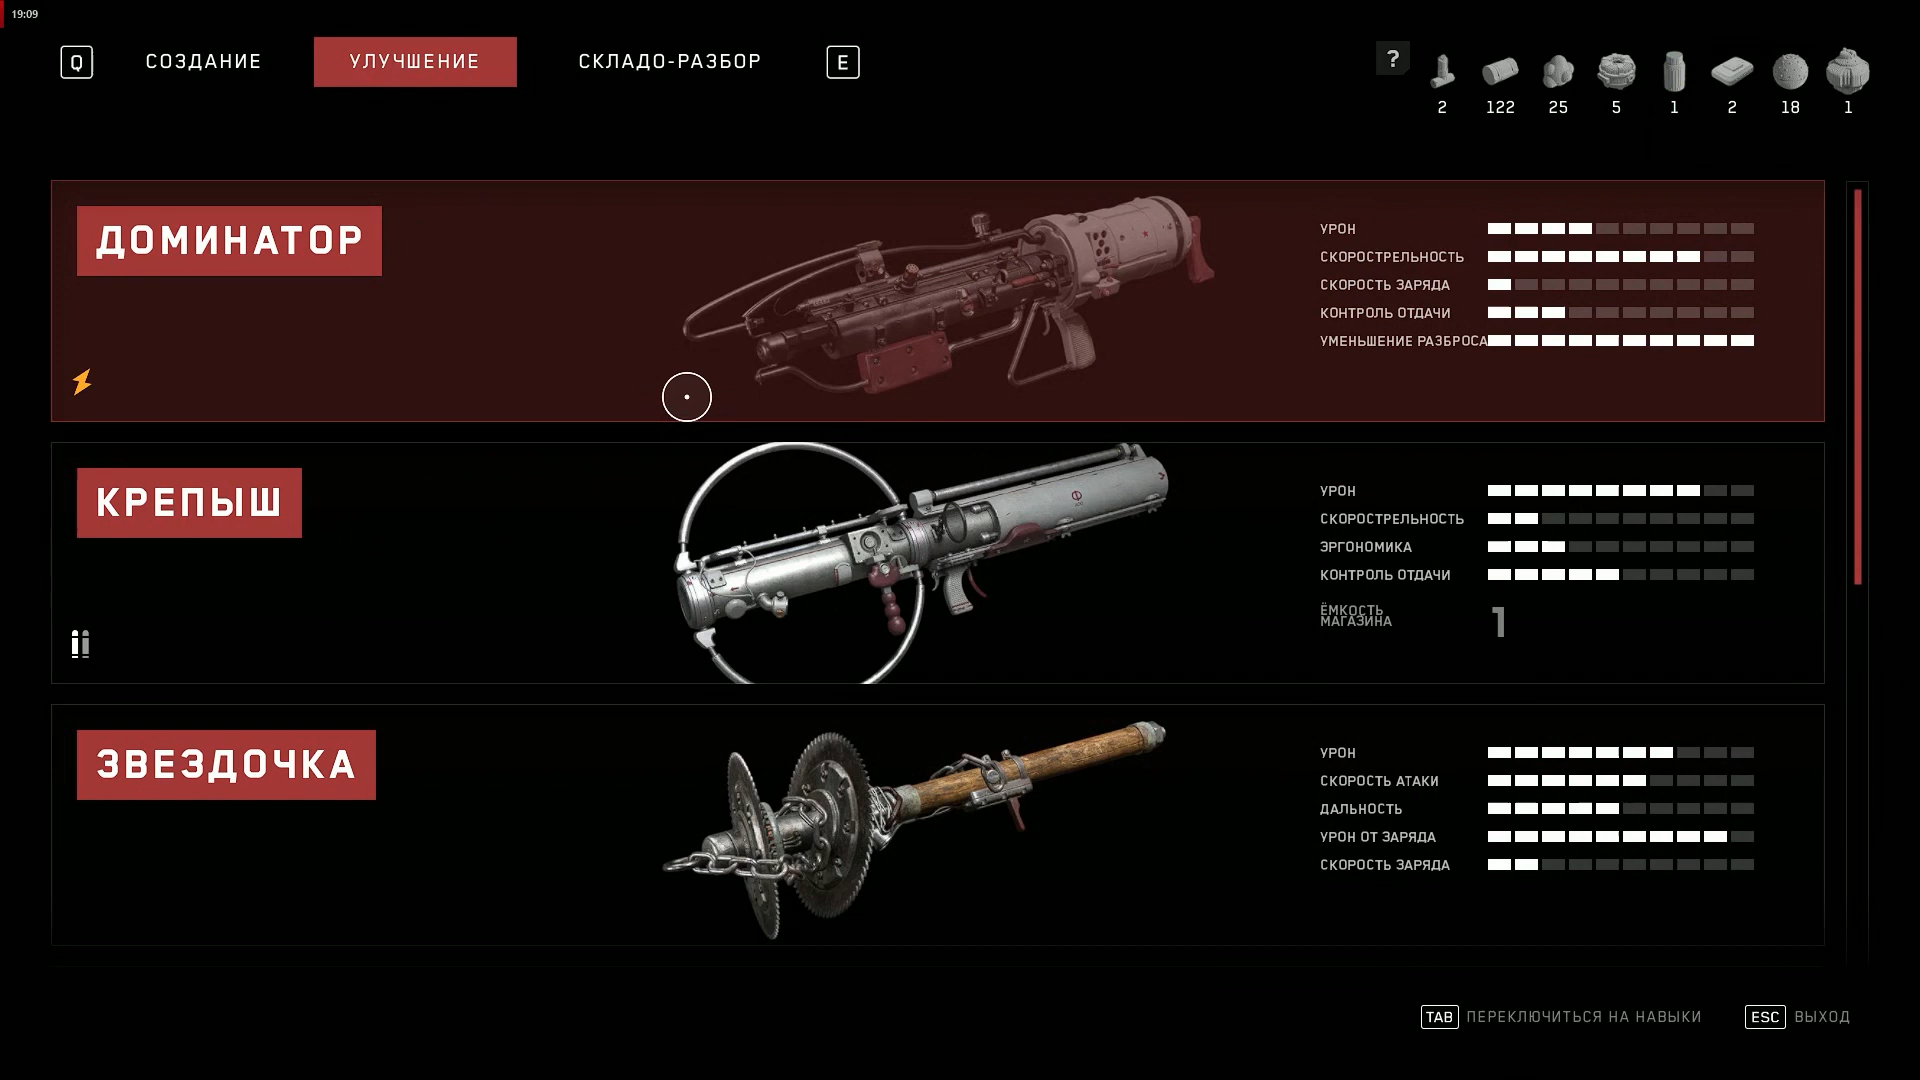 19:09
Q СОЗДАНИЕ УЛУЧШЕНИЕ СКЛАДО-РАЗБОР E
?
2 122 25 5 1 2 18 1
ДОМИНАТОР
УРОН
СКОРОСТРЕЛЬНОСТЬ
СКОРОСТЬ ЗАРЯДА
КОНТРОЛЬ ОТДАЧИ
УМЕНЬШЕНИЕ РАЗБРОСА
КРЕПЫШ
УРОН
СКОРОСТРЕЛЬНОСТЬ
ЭРГОНОМИКА
КОНТРОЛЬ ОТДАЧИ
ЁМКОСТЬ
МАГАЗИНА
1
ЗВЕЗДОЧКА
УРОН
СКОРОСТЬ АТАКИ
ДАЛЬНОСТЬ
УРОН ОТ ЗАРЯДА
СКОРОСТЬ ЗАРЯДА
TAB ПЕРЕКЛЮЧИТЬСЯ НА НАВЫКИ ESC ВЫХОД